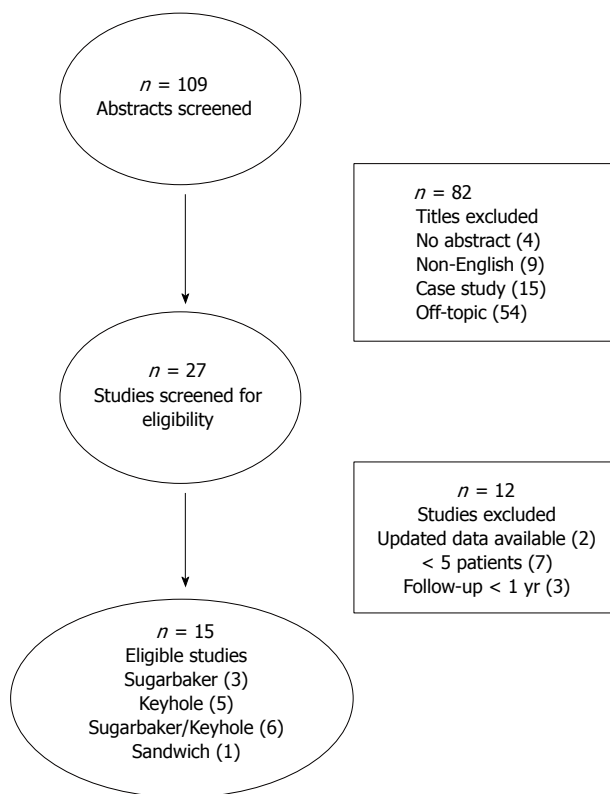 n = 109
Abstracts screened
n = 82
Titles excluded
No abstract (4)
Non-English (9)
Case study (15)
Off-topic (54)
n = 27
Studies screened for
eligibility
n = 12
Studies excluded
Updated data available (2)
< 5 patients (7)
Follow-up < 1 yr (3)
n = 15
Eligible studies
Sugarbaker (3)
Keyhole (5)
Sugarbaker/Keyhole (6)
Sandwich (1)